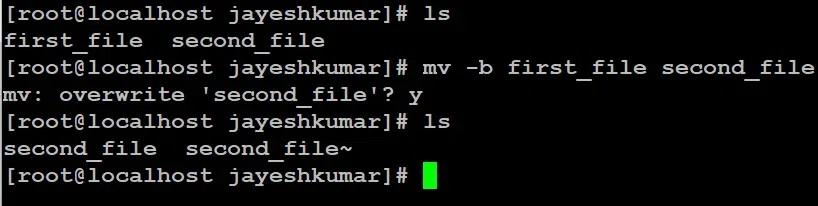 [root@localhost jayeshkumar]# ls
first_file  second_file
[root@localhost jayeshkumar]# mv -b first_file second_file
mv: overwrite 'second_file'? y
[root@localhost jayeshkumar]# ls
second_file  second_file~
[root@localhost jayeshkumar]#